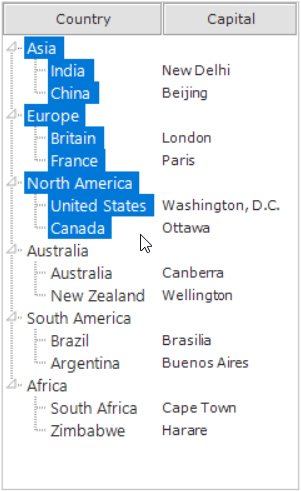 Country Capital
Asia
India New Delhi
China Beijing
Europe
Britain London
France Paris
North America
United States Washington, D.C.
Canada Ottawa
Australia
Australia Canberra
New Zealand Wellington
South America
Brazil Brasilia
Argentina Buenos Aires
Africa
South Africa Cape Town
Zimbabwe Harare